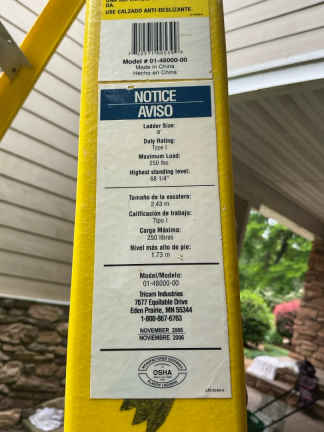 DA.
USE CALZADO ANTI-DESLIZANTE.
Model # 01-48000-00
Made in China
Hecho en China
NOTICE
AVISO
Ladder Size:
8'
Duty Rating:
Type I
Maximum Load:
250 lbs
Highest standing level:
68 1/4"
Tamaño de la escalera:
2.43 m
Calificación de trabajo:
Tipo I
Carga Máxima:
250 libras
Nivel más alto de pie:
1.73 m
Model/Modelo:
01-48000-00
Tricam Industries
7677 Equitable Drive
Eden Prairie, MN 55344
1-800-867-6763
NOVEMBER 2006
NOVIEMBRE 2006
OSHA